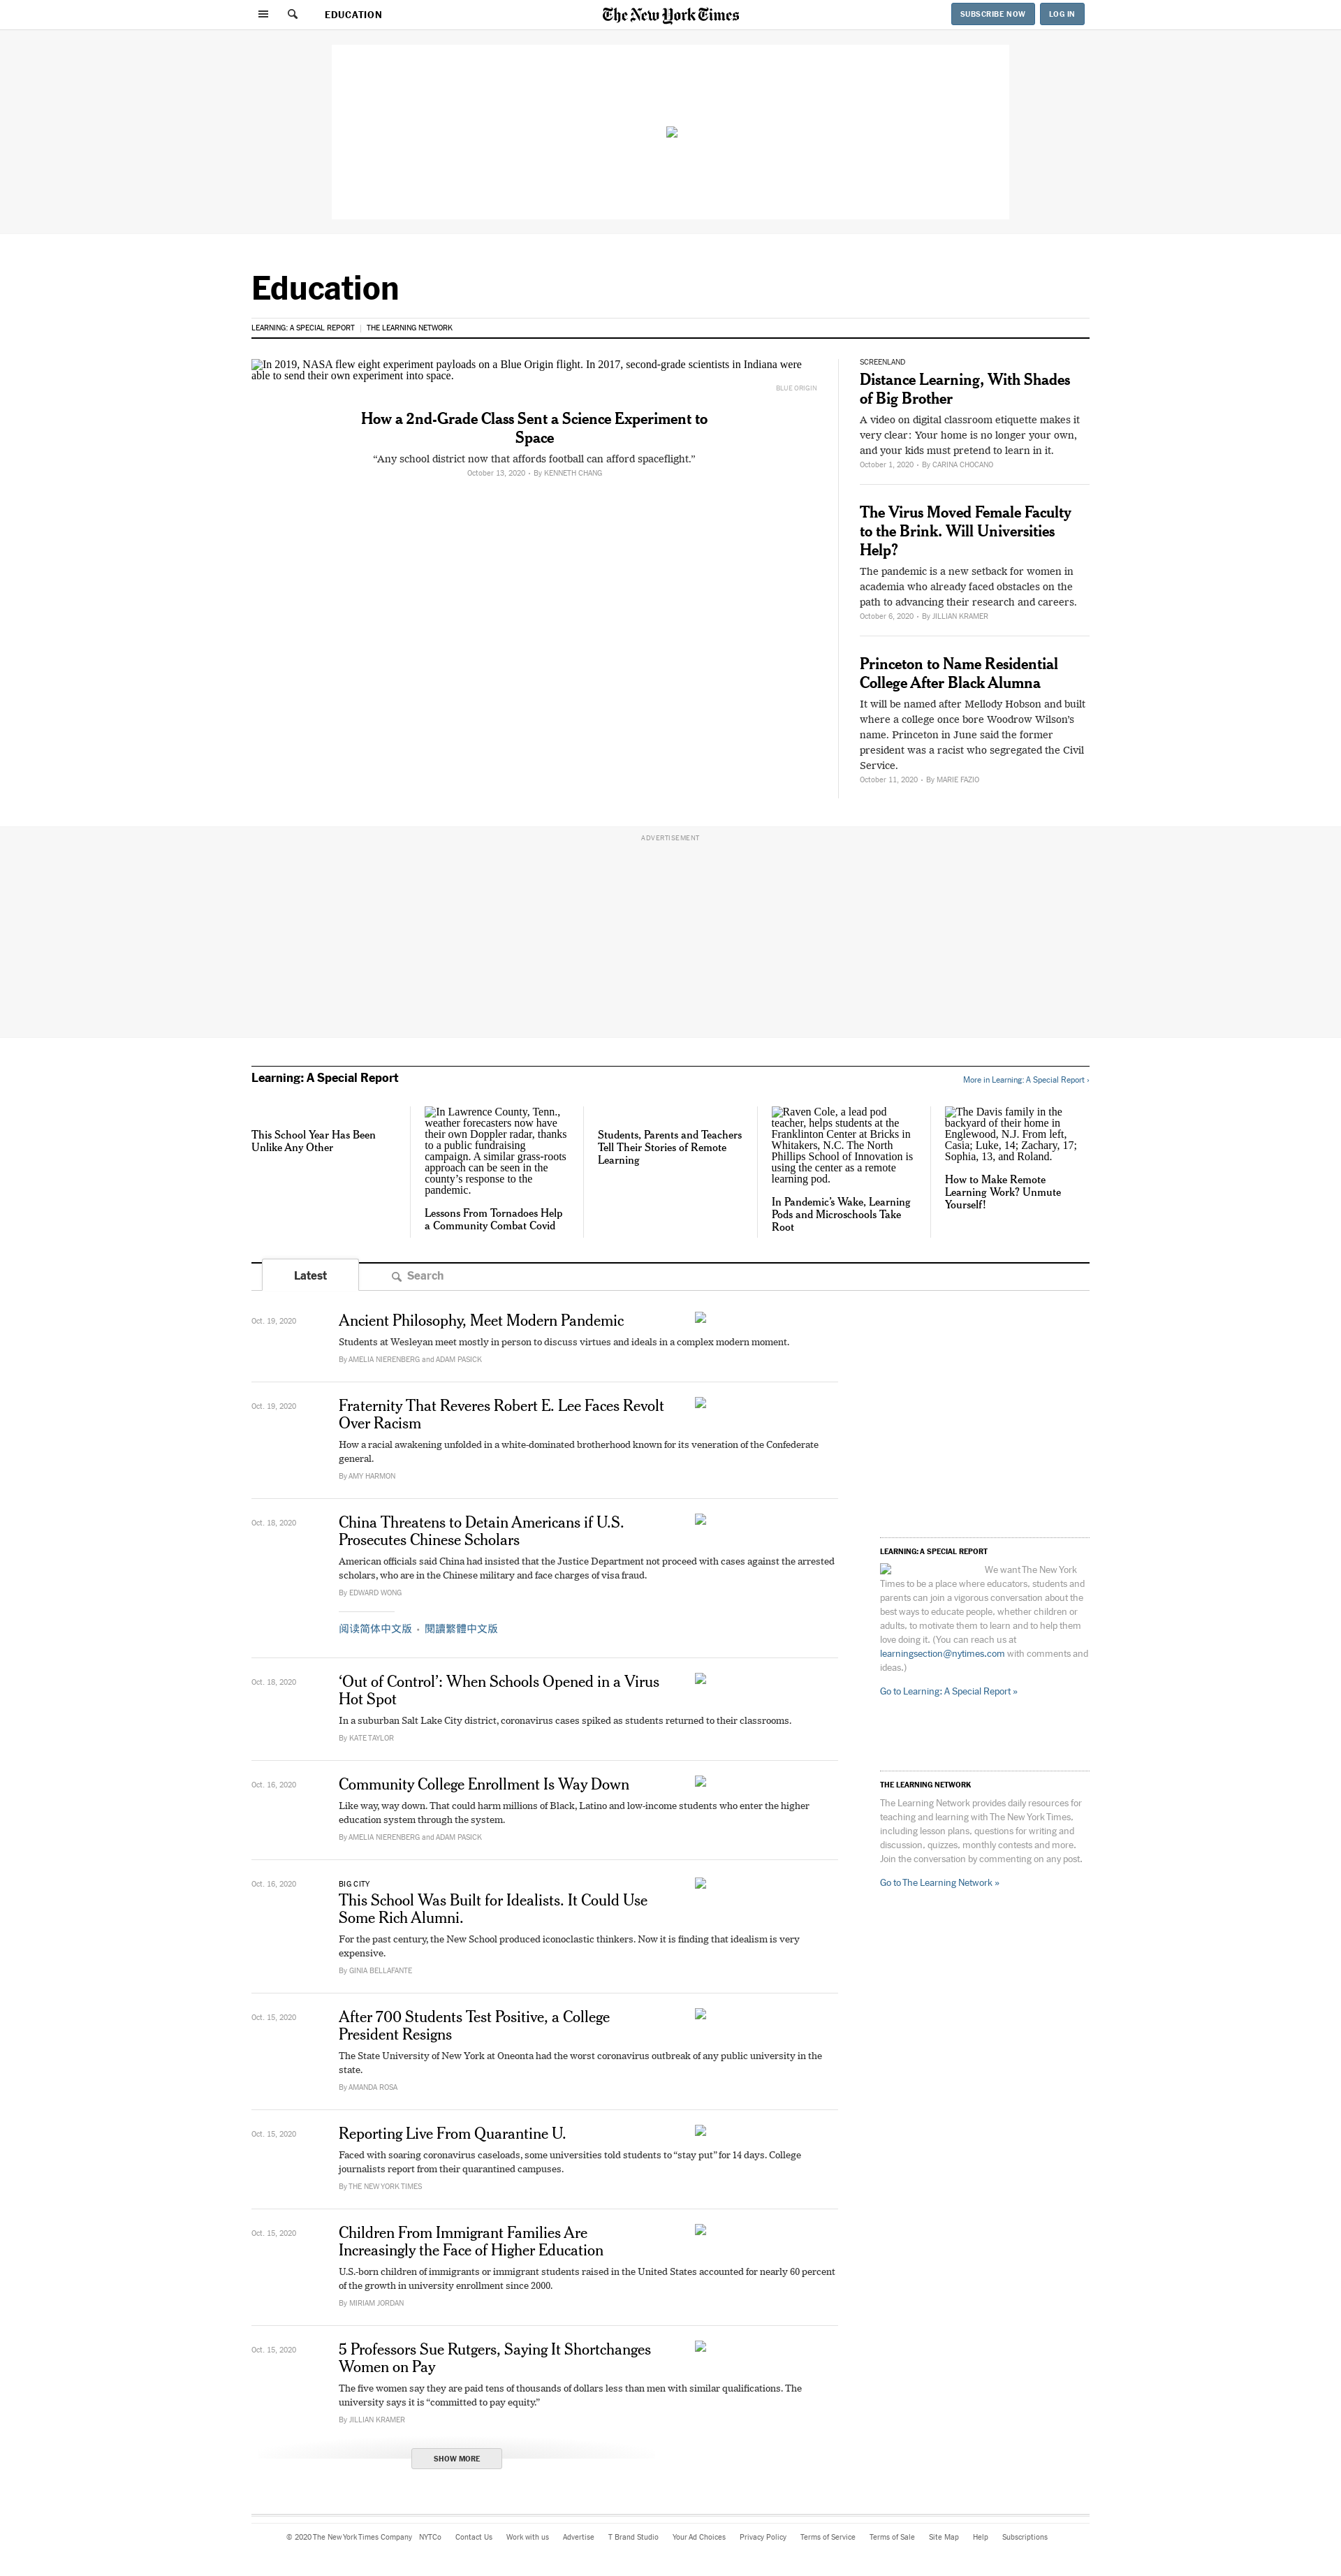 EDUCATION
The New York Times
SUBSCRIBE NOW
LOG IN
Education
LEARNING: A SPECIAL REPORT | THE LEARNING NETWORK
In 2019, NASA flew eight experiment payloads on a Blue Origin flight. In 2017, second-grade scientists in Indiana were
able to send their own experiment into space.
BLUE ORIGIN
How a 2nd-Grade Class Sent a Science Experiment to
Space
“Any school district now that affords football can afford spaceflight.”
October 13, 2020 • By KENNETH CHANG
SCREENLAND
Distance Learning, With Shades
of Big Brother
A video on digital classroom etiquette makes it
very clear: Your home is no longer your own,
and your kids must pretend to learn in it.
October 1, 2020 • By CARINA CHOCANO
The Virus Moved Female Faculty
to the Brink. Will Universities
Help?
The pandemic is a new setback for women in
academia who already faced obstacles on the
path to advancing their research and careers.
October 6, 2020 • By JILLIAN KRAMER
Princeton to Name Residential
College After Black Alumna
It will be named after Mellody Hobson and built
where a college once bore Woodrow Wilson’s
name. Princeton in June said the former
president was a racist who segregated the Civil
Service.
October 11, 2020 • By MARIE FAZIO
ADVERTISEMENT
Learning: A Special Report
More in Learning: A Special Report ›
This School Year Has Been
Unlike Any Other
In Lawrence County, Tenn.,
weather forecasters now have
their own Doppler radar, thanks
to a public fundraising
campaign. A similar grass-roots
approach can be seen in the
county’s response to the
pandemic.
Lessons From Tornadoes Help
a Community Combat Covid
Students, Parents and Teachers
Tell Their Stories of Remote
Learning
Raven Cole, a lead pod
teacher, helps students at the
Franklinton Center at Bricks in
Whitakers, N.C. The North
Phillips School of Innovation is
using the center as a remote
learning pod.
In Pandemic’s Wake, Learning
Pods and Microschools Take
Root
The Davis family in the
backyard of their home in
Englewood, N.J. From left,
Casia; Luke, 14; Zachary, 17;
Sophia, 13, and Roland.
How to Make Remote
Learning Work? Unmute
Yourself!
Latest
Search
Oct. 19, 2020
Ancient Philosophy, Meet Modern Pandemic
Students at Wesleyan meet mostly in person to discuss virtues and ideals in a complex modern moment.
By AMELIA NIERENBERG and ADAM PASICK
Oct. 19, 2020
Fraternity That Reveres Robert E. Lee Faces Revolt
Over Racism
How a racial awakening unfolded in a white-dominated brotherhood known for its veneration of the Confederate
general.
By AMY HARMON
Oct. 18, 2020
China Threatens to Detain Americans if U.S.
Prosecutes Chinese Scholars
American officials said China had insisted that the Justice Department not proceed with cases against the arrested
scholars, who are in the Chinese military and face charges of visa fraud.
By EDWARD WONG
阅读简体中文版 • 閱讀繁體中文版
Oct. 18, 2020
‘Out of Control’: When Schools Opened in a Virus
Hot Spot
In a suburban Salt Lake City district, coronavirus cases spiked as students returned to their classrooms.
By KATE TAYLOR
Oct. 16, 2020
Community College Enrollment Is Way Down
Like way, way down. That could harm millions of Black, Latino and low-income students who enter the higher
education system through the system.
By AMELIA NIERENBERG and ADAM PASICK
Oct. 16, 2020
BIG CITY
This School Was Built for Idealists. It Could Use
Some Rich Alumni.
For the past century, the New School produced iconoclastic thinkers. Now it is finding that idealism is very
expensive.
By GINIA BELLAFANTE
Oct. 15, 2020
After 700 Students Test Positive, a College
President Resigns
The State University of New York at Oneonta had the worst coronavirus outbreak of any public university in the
state.
By AMANDA ROSA
Oct. 15, 2020
Reporting Live From Quarantine U.
Faced with soaring coronavirus caseloads, some universities told students to “stay put” for 14 days. College
journalists report from their quarantined campuses.
By THE NEW YORK TIMES
Oct. 15, 2020
Children From Immigrant Families Are
Increasingly the Face of Higher Education
U.S.-born children of immigrants or immigrant students raised in the United States accounted for nearly 60 percent
of the growth in university enrollment since 2000.
By MIRIAM JORDAN
Oct. 15, 2020
5 Professors Sue Rutgers, Saying It Shortchanges
Women on Pay
The five women say they are paid tens of thousands of dollars less than men with similar qualifications. The
university says it is “committed to pay equity.”
By JILLIAN KRAMER
SHOW MORE
LEARNING: A SPECIAL REPORT
We want The New York
Times to be a place where educators, students and
parents can join a vigorous conversation about the
best ways to educate people, whether children or
adults, to motivate them to learn and to help them
love doing it. (You can reach us at
learningsection@nytimes.com with comments and
ideas.)
Go to Learning: A Special Report »
THE LEARNING NETWORK
The Learning Network provides daily resources for
teaching and learning with The New York Times,
including lesson plans, questions for writing and
discussion, quizzes, monthly contests and more.
Join the conversation by commenting on any post.
Go to The Learning Network »
© 2020 The New York Times Company NYTCo Contact Us Work with us Advertise T Brand Studio Your Ad Choices Privacy Policy Terms of Service Terms of Sale Site Map Help Subscriptions